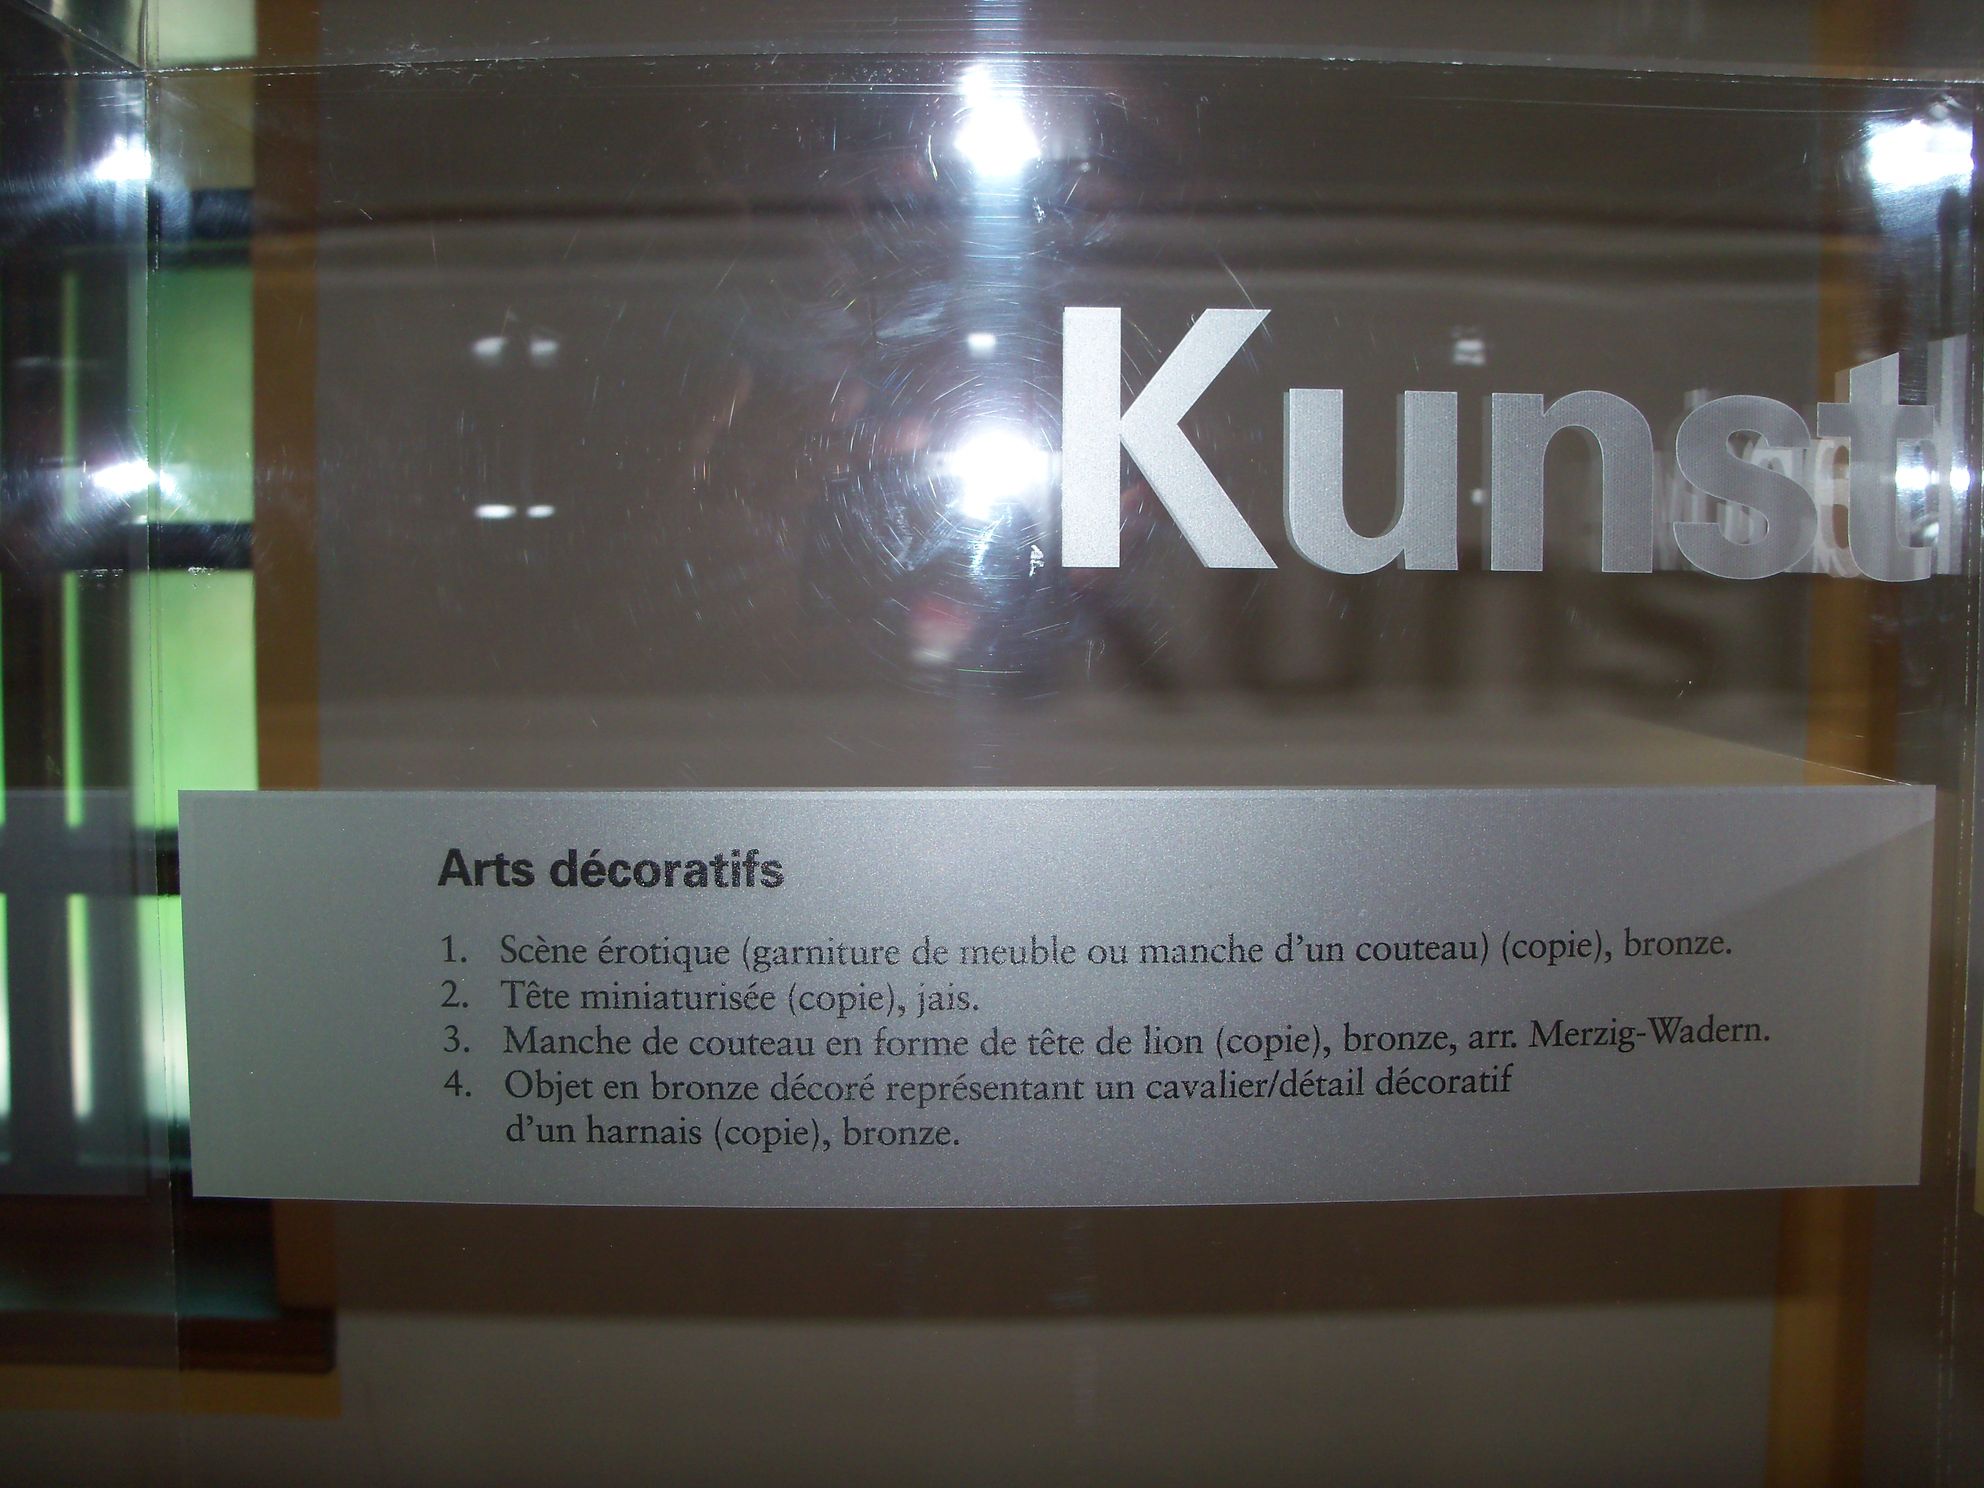 Kunst
Arts décoratifs
1. Scène érotique (garniture de meuble ou manche d'un couteau) (copie), bronze.
2. Tête miniaturisée (copie), jais.
3. Manche de couteau en forme de tête de lion (copie), bronze, arr. Merzig-Wadern.
4. Objet en bronze décoré représentant un cavalier/détail décoratif
d'un harnais (copie), bronze.